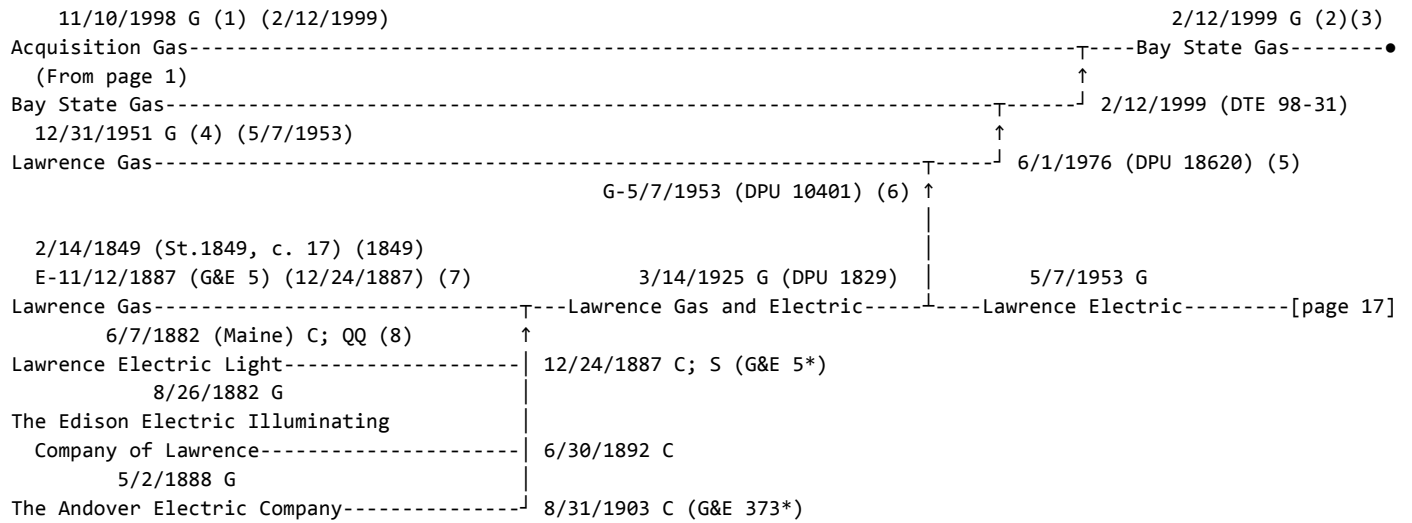 11/10/1998 G (1) (2/12/1999) 2/12/1999 G (2)(3)
Acquisition Gas---------------------------------------------------------------------------┬----Bay State Gas--------●
(From page 1) ↑
Bay State Gas----------------------------------------------------------------------┬------┘ 2/12/1999 (DTE 98-31)
12/31/1951 G (4) (5/7/1953) ↑
Lawrence Gas-----------------------------------------------------------------┬-----┘ 6/1/1976 (DPU 18620) (5)
G-5/7/1953 (DPU 10401) (6) ↑
│
2/14/1849 (St.1849, c. 17) (1849) │
E-11/12/1887 (G&E 5) (12/24/1887) (7) 3/14/1925 G (DPU 1829) │ 5/7/1953 G
Lawrence Gas-------------------------------┬---Lawrence Gas and Electric-----┴----Lawrence Electric---------[page 17]
6/7/1882 (Maine) C; QQ (8) ↑
Lawrence Electric Light--------------------│ 12/24/1887 C; S (G&E 5*)
8/26/1882 G │
The Edison Electric Illuminating │
Company of Lawrence----------------------│ 6/30/1892 C
5/2/1888 G │
The Andover Electric Company---------------┘ 8/31/1903 C (G&E 373*)